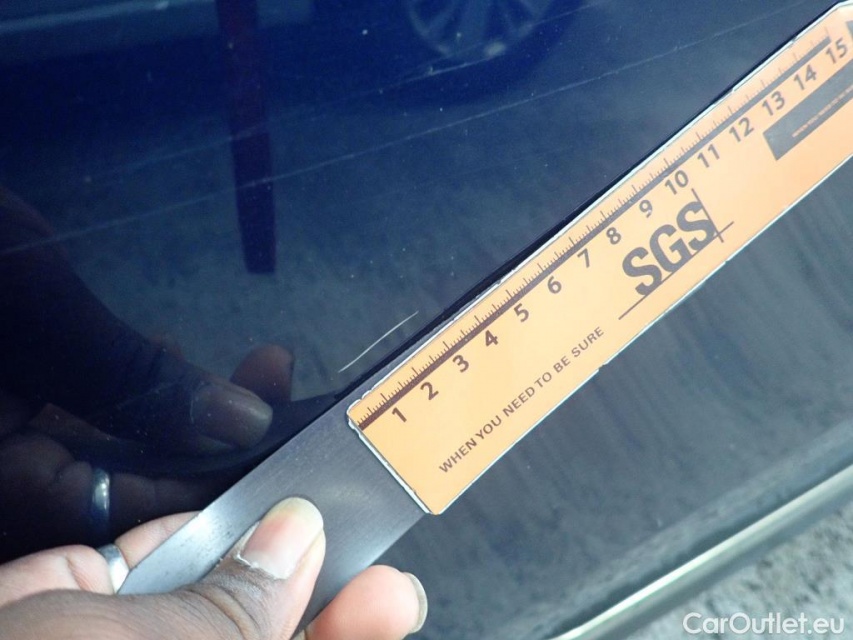 1 2 3 4 5 6 7 8 9 10 11 12 13 14 15
SGS
WHEN YOU NEED TO BE SURE
CarOutlet.eu